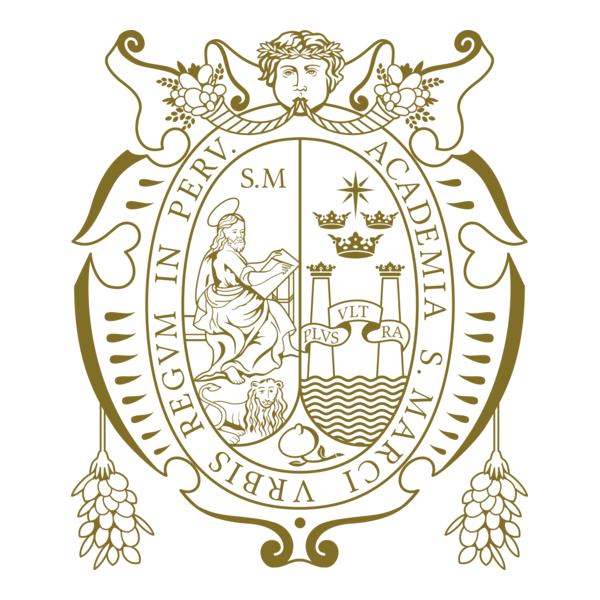 ACADEMIA S. MARCI VRBIS REGVM IN PERV.
S.M
PLVS VLT RA